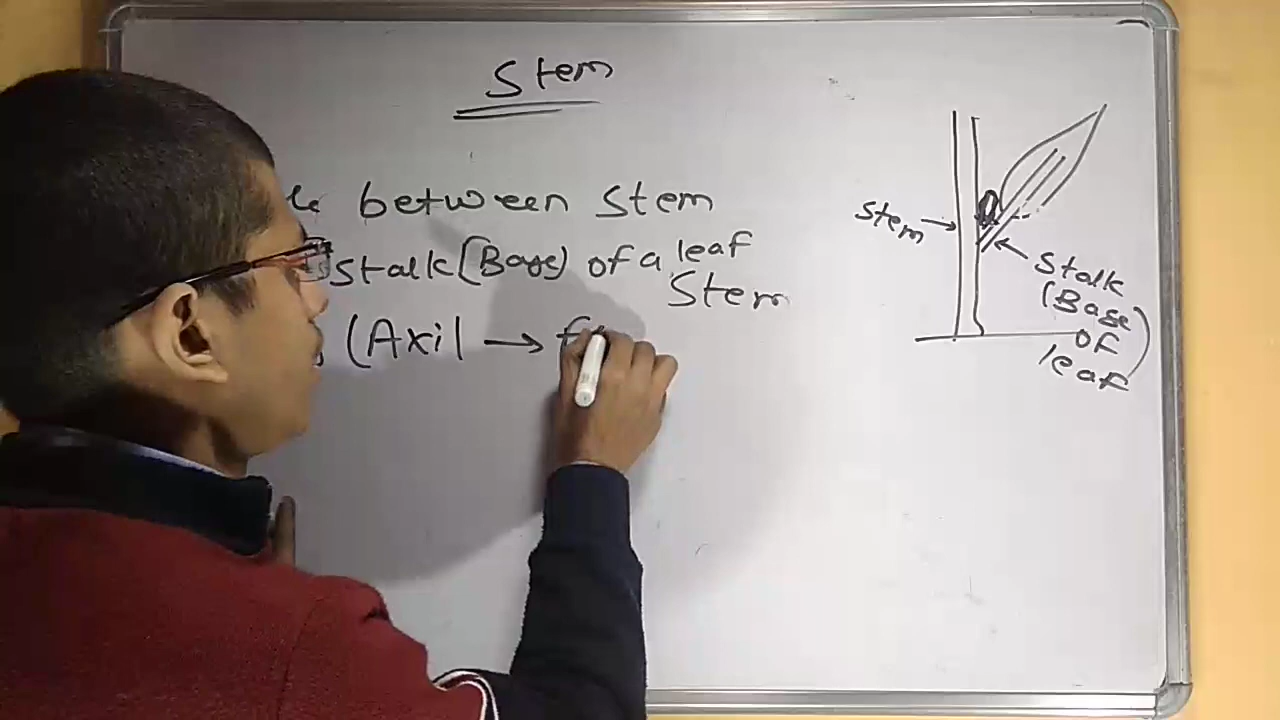 Stem
between Stem
Stalk (Base) of a leaf
Stem
(Axil →
Stem →
Stalk
(Base
of
leaf)